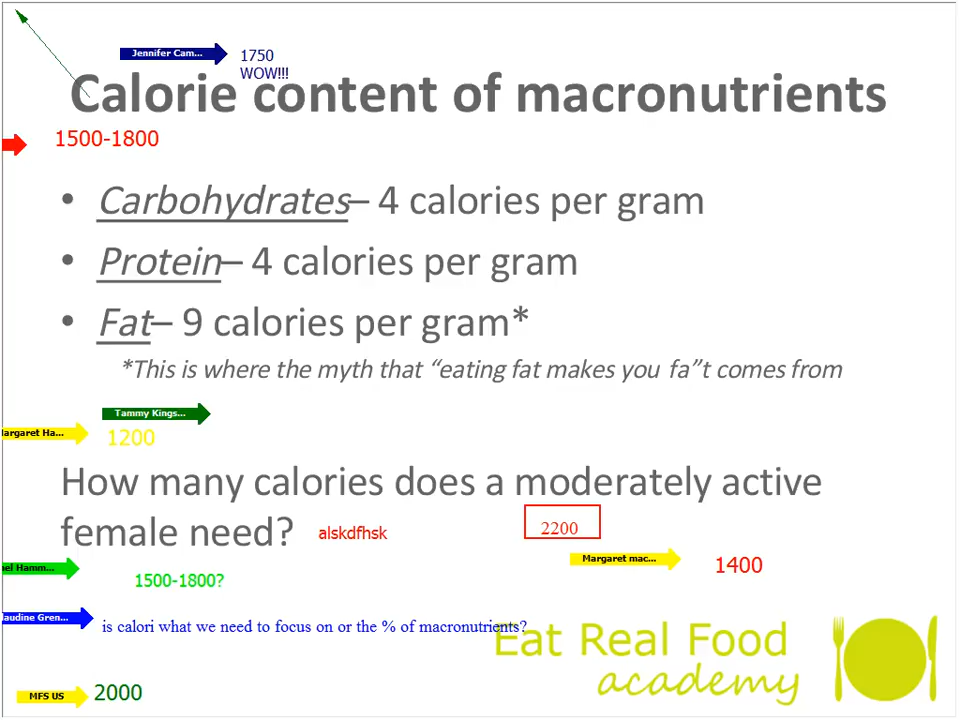 Jennifer Cam...
1750
WOW!!!
Calorie content of macronutrients
1500-1800
• Carbohydrates– 4 calories per gram
• Protein– 4 calories per gram
• Fat– 9 calories per gram*
*This is where the myth that “eating fat makes you fa”t comes from
Tammy Kings...
argaret Ha...
1200
How many calories does a moderately active
female need?
alskdfhsk
2200
Margaret mac...
1400
el Hamm...
1500-1800?
laudine Gren...
is calori what we need to focus on or the % of macronutrients?
Eat Real Food
academy
MFS US
2000